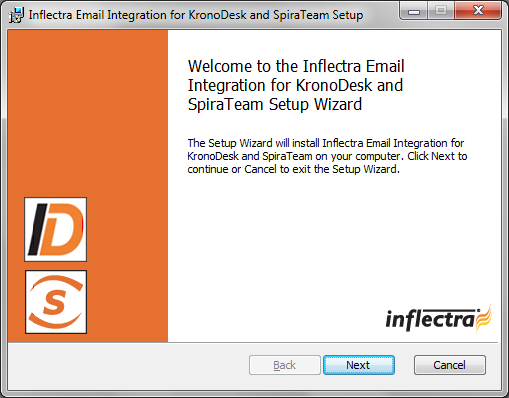 Inflectra Email Integration for KronoDesk and SpiraTeam Setup
Welcome to the Inflectra Email
Integration for KronoDesk and
SpiraTeam Setup Wizard
The Setup Wizard will install Inflectra Email Integration for
KronoDesk and SpiraTeam on your computer. Click Next to
continue or Cancel to exit the Setup Wizard.
D
S
inflectra
Back Next Cancel